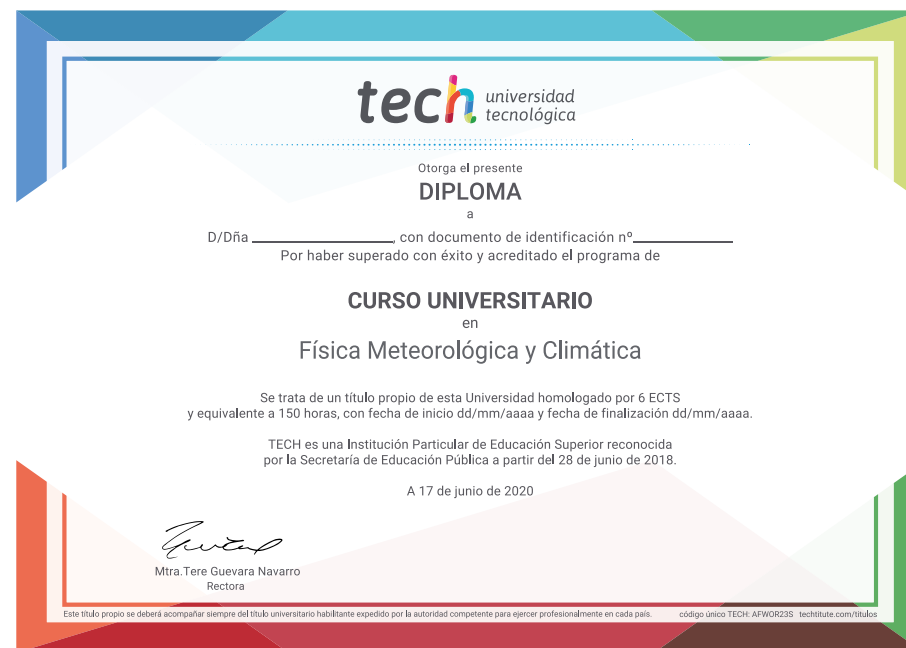 tech universidad
tecnológica
Otorga el presente
DIPLOMA
a
D/Dña ____________________, con documento de identificación nº______________
Por haber superado con éxito y acreditado el programa de
CURSO UNIVERSITARIO
en
Física Meteorológica y Climática
Se trata de un título propio de esta Universidad homologado por 6 ECTS
y equivalente a 150 horas, con fecha de inicio dd/mm/aaaa y fecha de finalización dd/mm/aaaa.
TECH es una Institución Particular de Educación Superior reconocida
por la Secretaría de Educación Pública a partir del 28 de junio de 2018.
A 17 de junio de 2020
Mtra.Tere Guevara Navarro
Rectora
Este título propio se deberá acompañar siempre del título universitario habilitante expedido por la autoridad competente para ejercer profesionalmente en cada país. código único TECH: AFWOR23S techtitute.com/titulos